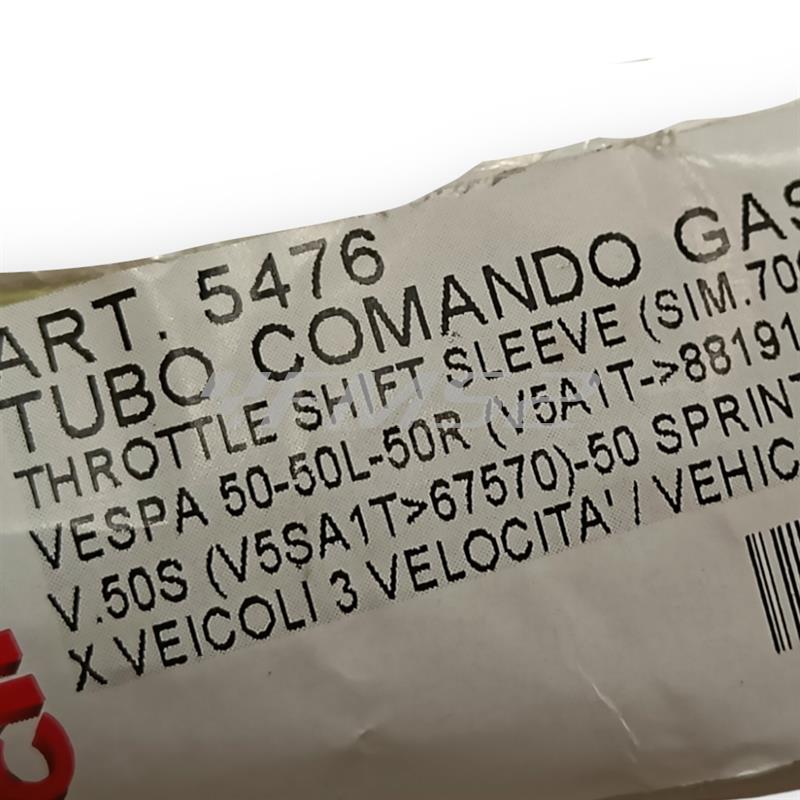 ART. 5476
TUBO COMANDO GAS
THROTTLE SHIFT SLEEVE (SIM.70
VESPA 50-50L-50R (V5A1T->88191
V.50S (V5SA1T>67570)-50 SPRINT
X VEICOLI 3 VELOCITA' / VEHIC